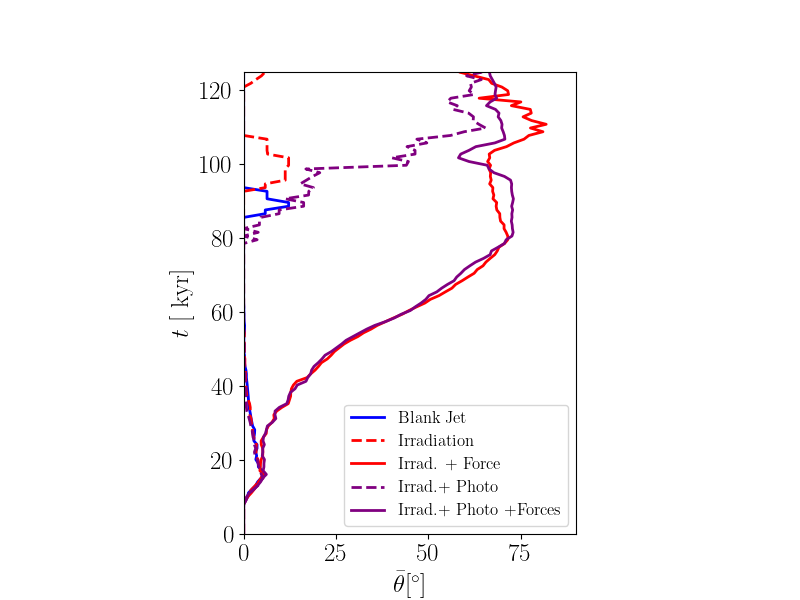 120
100
80
60
40
20
0
t [ kyr]
Blank Jet
Irradiation
Irrad. + Force
Irrad.+ Photo
Irrad.+ Photo +Forces
0 25 50 75
θ̄[°]